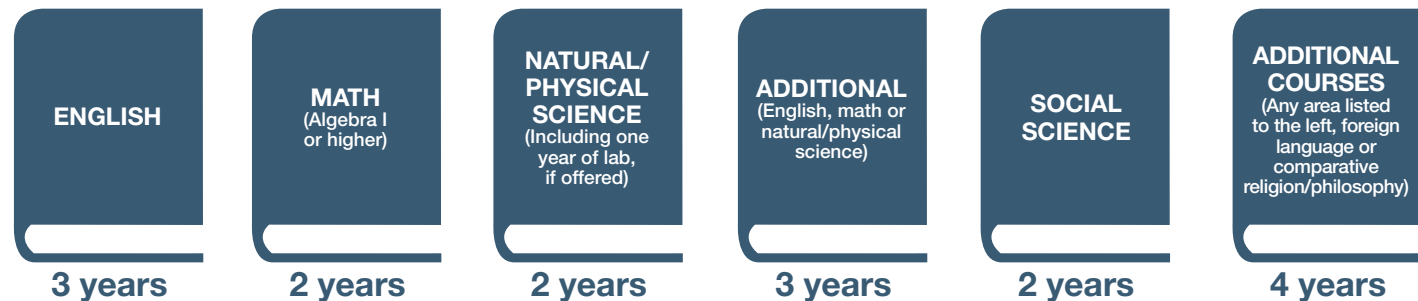 ENGLISH
3 years
MATH
(Algebra I
or higher)
2 years
NATURAL/
PHYSICAL
SCIENCE
(Including one
year of lab,
if offered)
2 years
ADDITIONAL
(English, math or
natural/physical
science)
3 years
SOCIAL
SCIENCE
2 years
ADDITIONAL
COURSES
(Any area listed
to the left, foreign
language or
comparative
religion/philosophy)
4 years